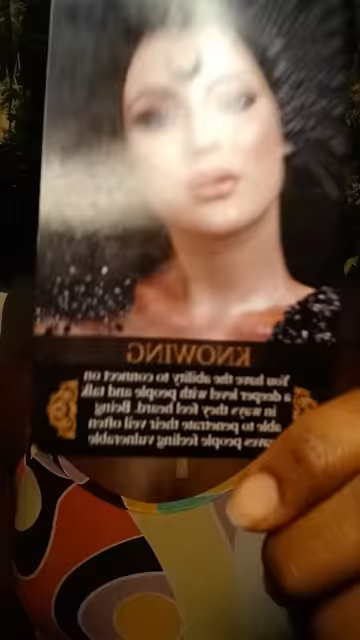 KNOWING
You have the ability to connect on
a deeper level with people and talk
in ways they feel heard. Being
able to penetrate their veil often
leaves people feeling vulnerable